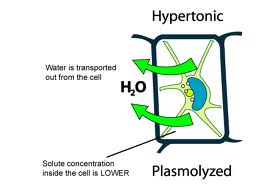 Hypertonic
Water is transported
out from the cell
H₂O
Solute concentration
inside the cell is LOWER
Plasmolyzed